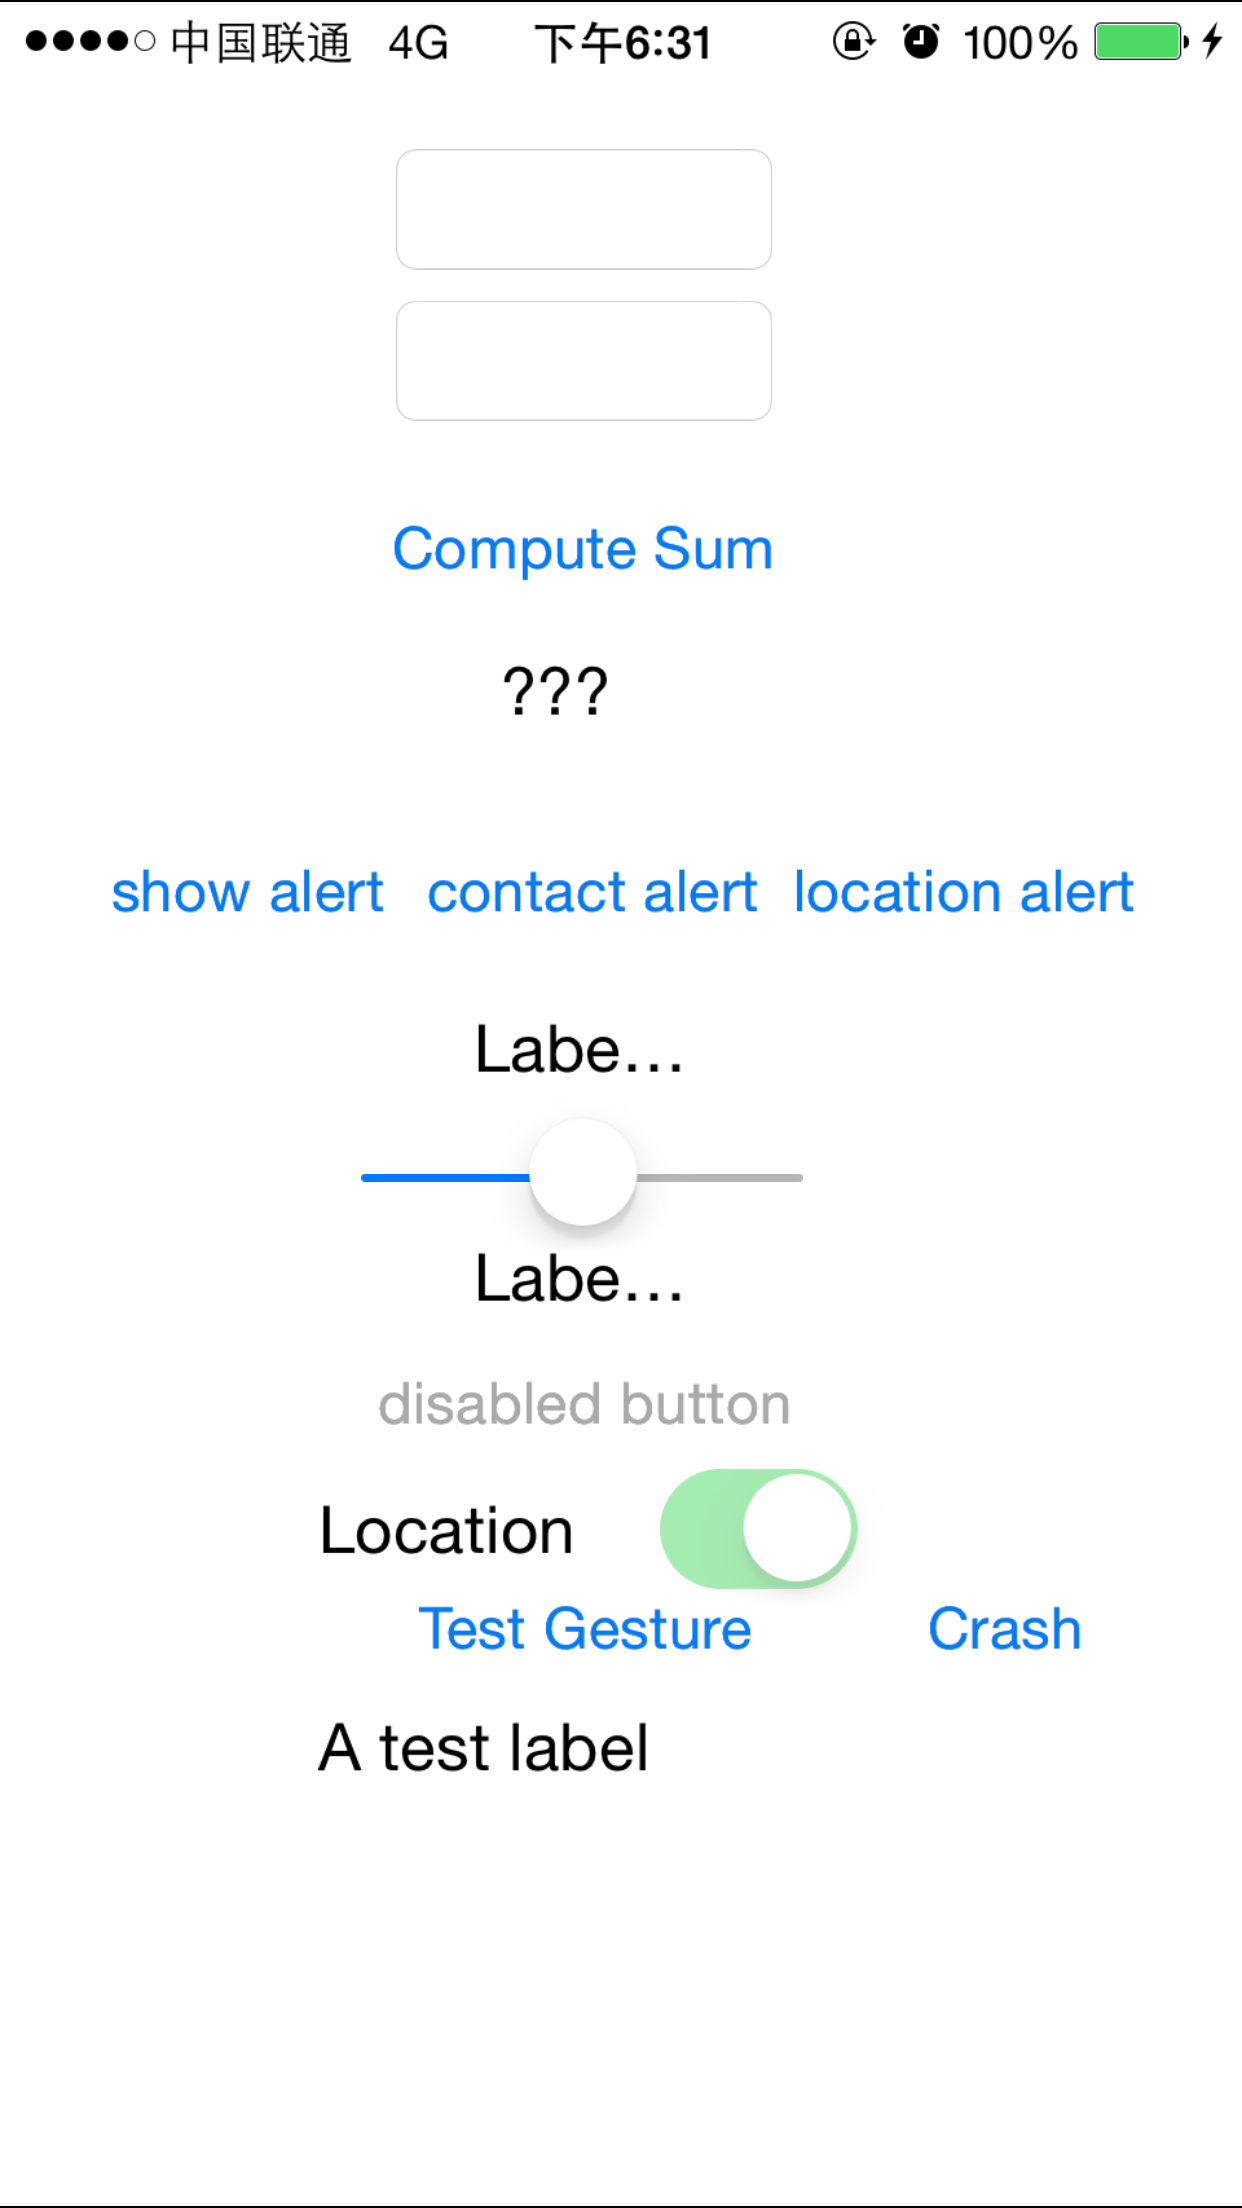 中国联通 4G 下午6:31 100%
Compute Sum
???
show alert contact alert location alert
Labe...
Labe...
disabled button
Location
Test Gesture Crash
A test label